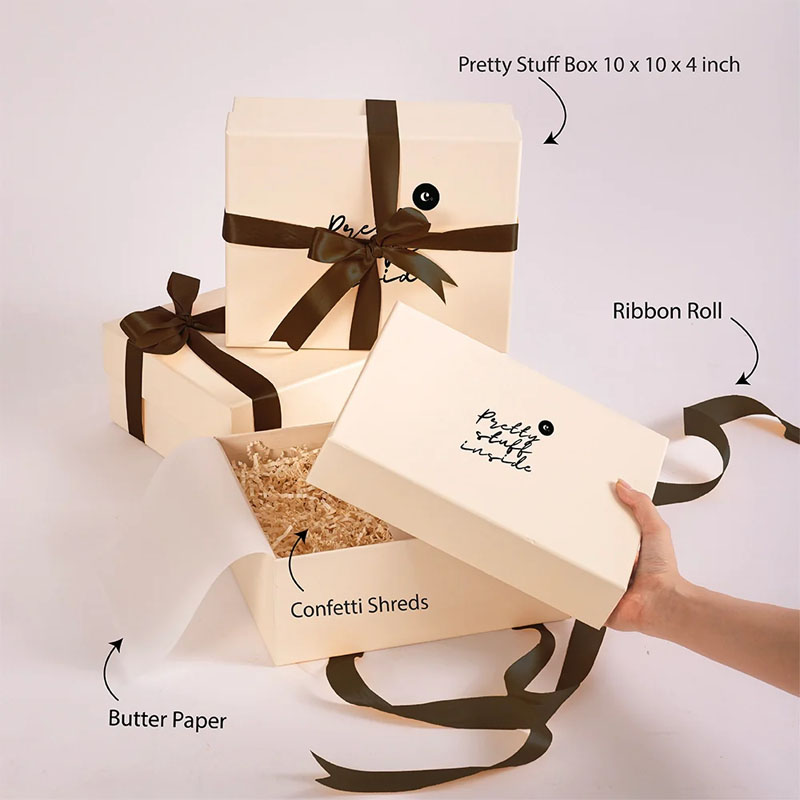 Pretty Stuff Box 10 x 10 x 4 inch
Ribbon Roll
Pretty
stuff
inside
Confetti Shreds
Butter Paper